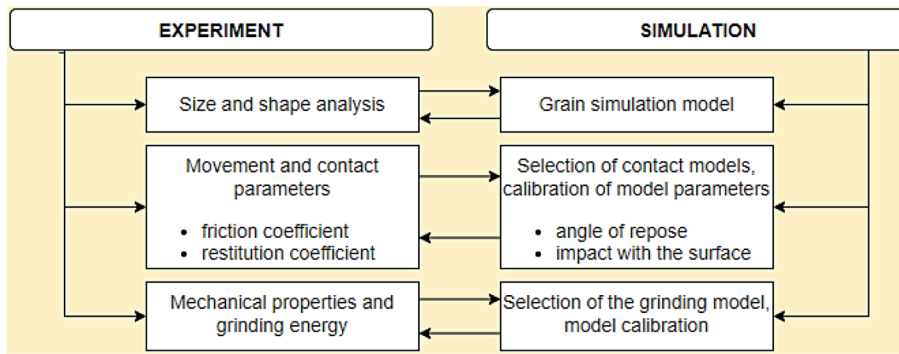 EXPERIMENT
SIMULATION
Size and shape analysis
Grain simulation model
Movement and contact
parameters
• friction coefficient
• restitution coefficient
Selection of contact models,
calibration of model parameters
• angle of repose
• impact with the surface
Mechanical properties and
grinding energy
Selection of the grinding model,
model calibration